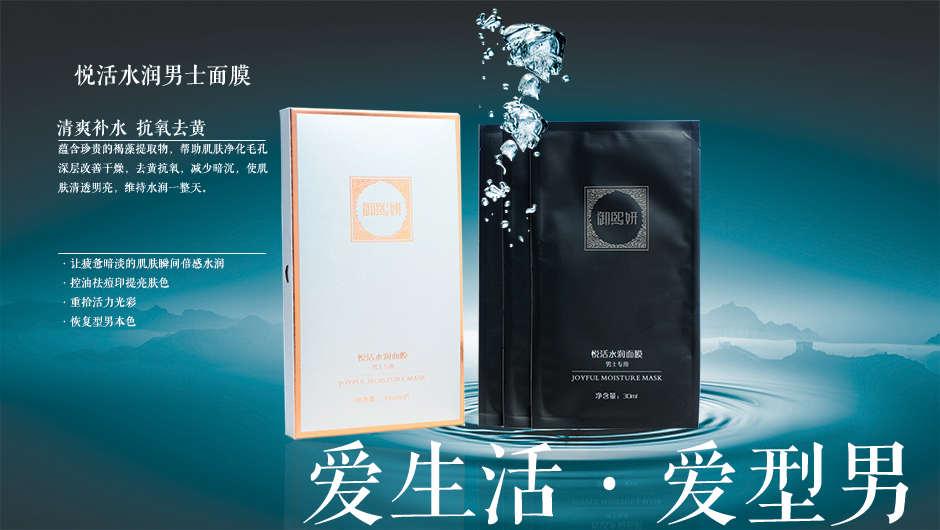 悦活水润男士面膜
清爽补水 抗氧去黄
蕴含珍贵的褐藻提取物，帮助肌肤净化毛孔
深层改善干燥，去黄抗氧，减少暗沉，使肌
肤清透明亮，维持水润一整天。
· 让疲惫暗淡的肌肤瞬间倍感水润
· 控油祛痘印提亮肤色
· 重拾活力光彩
· 恢复型男本色
御熙妍
悦活水润面膜
男士专用
JOYFUL MOISTURE MASK
净含量：
御熙妍
悦活水润面膜
男士专用
JOYFUL MOISTURE MASK
净含量：30ml
爱生活·爱型男